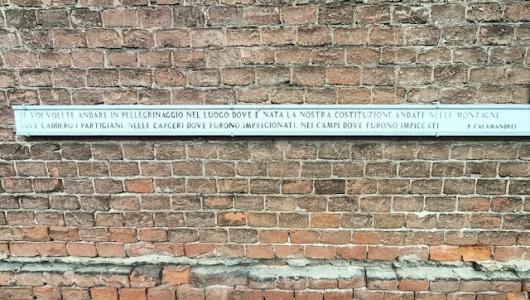 SE VOI VOLETE ANDARE IN PELLEGRINAGGIO NEL LUOGO DOVE E' NATA LA NOSTRA COSTITUZIONE, ANDATE NELLE MONTAGNE
DOVE CADDERO I PARTIGIANI, NELLE CARCERI DOVE FURONO IMPRIGIONATI, NEI CAMPI DOVE FURONO IMPICCATI P. CALAMANDREI